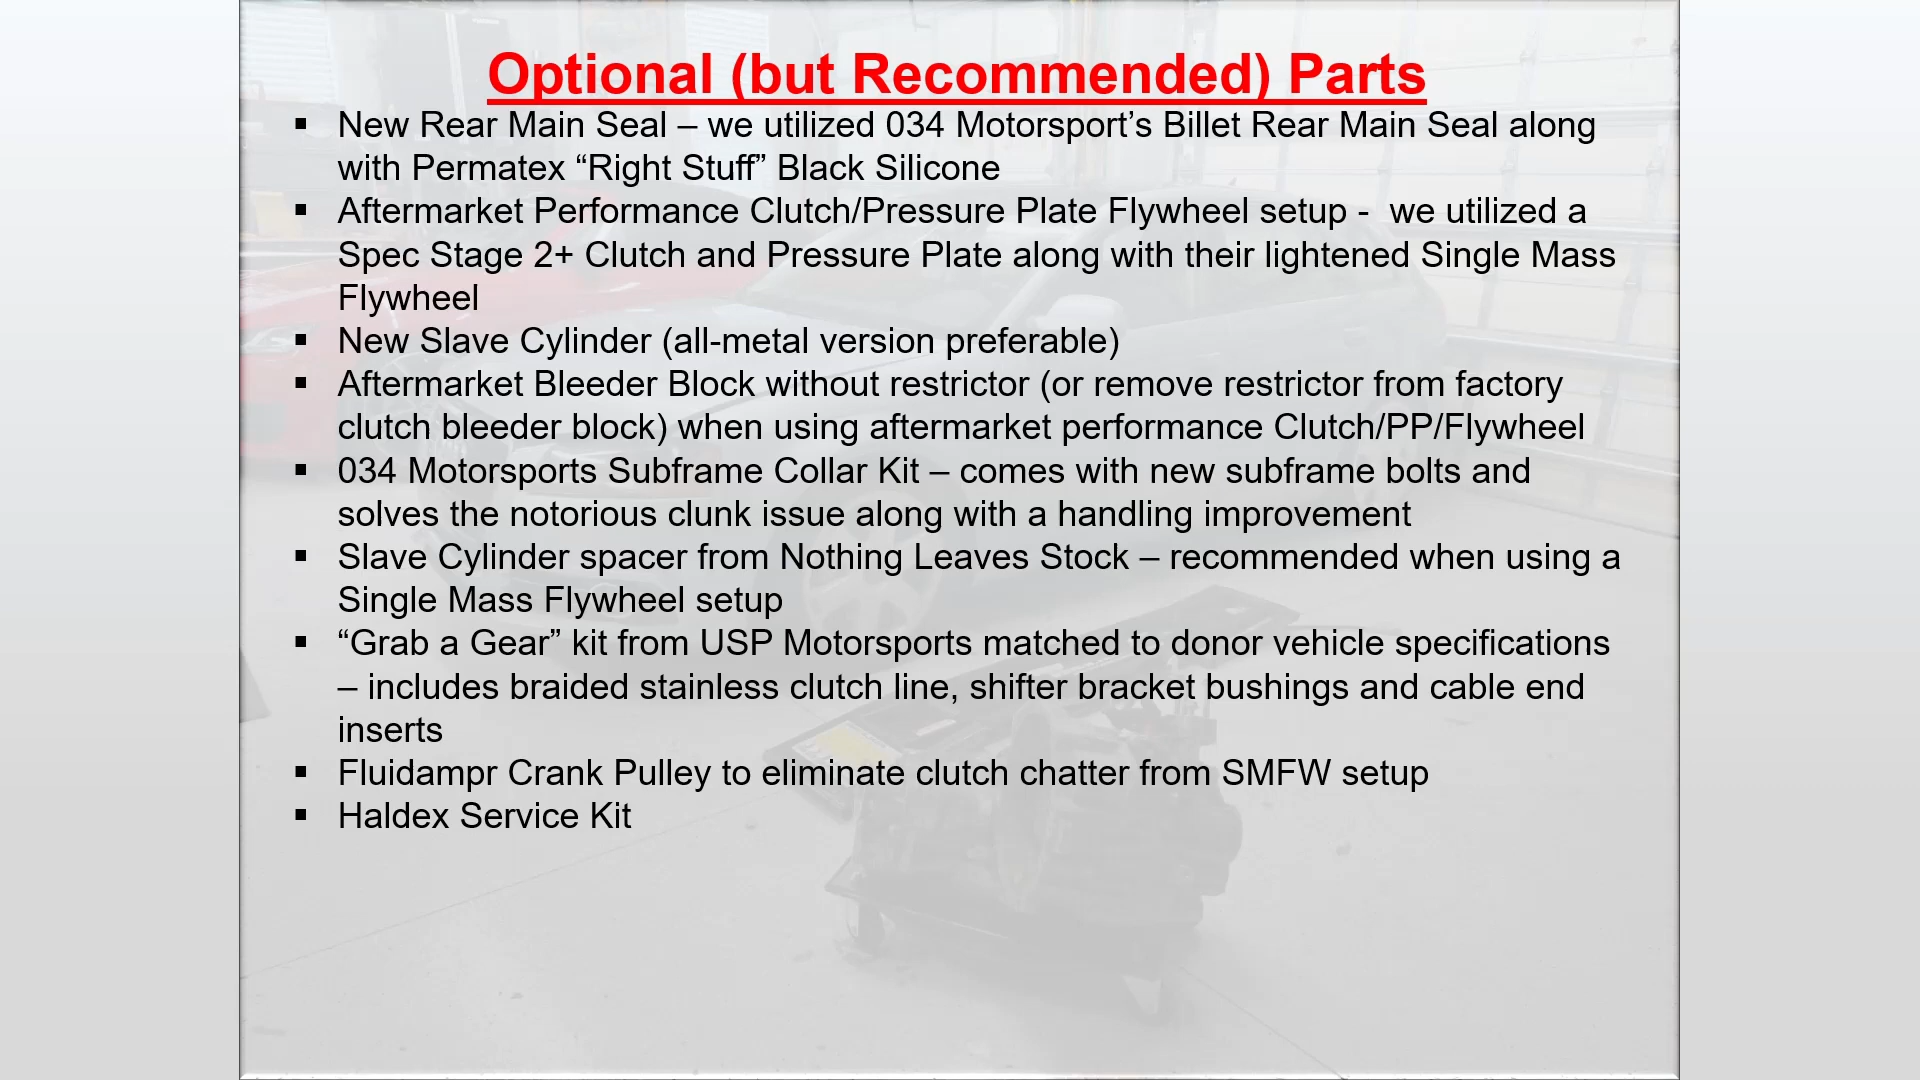 Optional (but Recommended) Parts
▪ New Rear Main Seal – we utilized 034 Motorsport’s Billet Rear Main Seal along
with Permatex “Right Stuff” Black Silicone
▪ Aftermarket Performance Clutch/Pressure Plate Flywheel setup -  we utilized a
Spec Stage 2+ Clutch and Pressure Plate along with their lightened Single Mass
Flywheel
▪ New Slave Cylinder (all-metal version preferable)
▪ Aftermarket Bleeder Block without restrictor (or remove restrictor from factory
clutch bleeder block) when using aftermarket performance Clutch/PP/Flywheel
▪ 034 Motorsports Subframe Collar Kit – comes with new subframe bolts and
solves the notorious clunk issue along with a handling improvement
▪ Slave Cylinder spacer from Nothing Leaves Stock – recommended when using a
Single Mass Flywheel setup
▪ “Grab a Gear” kit from USP Motorsports matched to donor vehicle specifications
– includes braided stainless clutch line, shifter bracket bushings and cable end
inserts
▪ Fluidampr Crank Pulley to eliminate clutch chatter from SMFW setup
▪ Haldex Service Kit